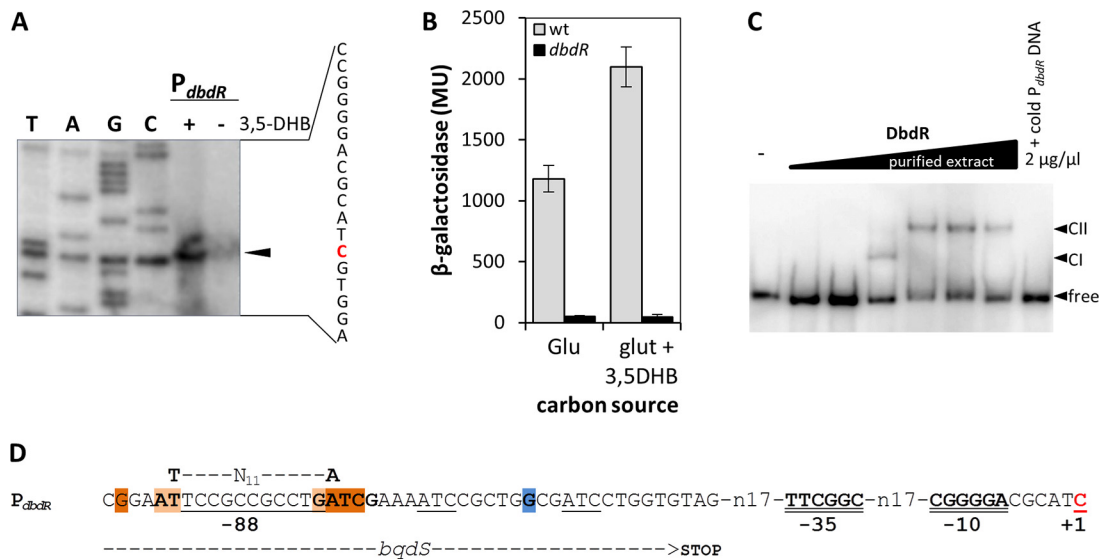 A
P dbdR
T A G C + - 3,5-DHB
C
C
G
G
G
G
A
C
G
C
A
T
C
G
T
G
G
A
B
2500
2000
1500
1000
500
0
β-galactosidase (MU)
wt
dbdR
Glu
glut +
3,5DHB
carbon source
C
- DbdR
purified extract
+ cold PdbdR DNA
2 µg/µl
CII
CI
free
D
T-----N11------A
PdbdR CGGAATTCCGCCGCCTGATCGAAAATCCGCTGGCGATCCTGGTGTAG-n17-TTCGGC-n17-CGGGGACGCATC
-88 -35 -10 +1
------------------bqdS------------------>STOP